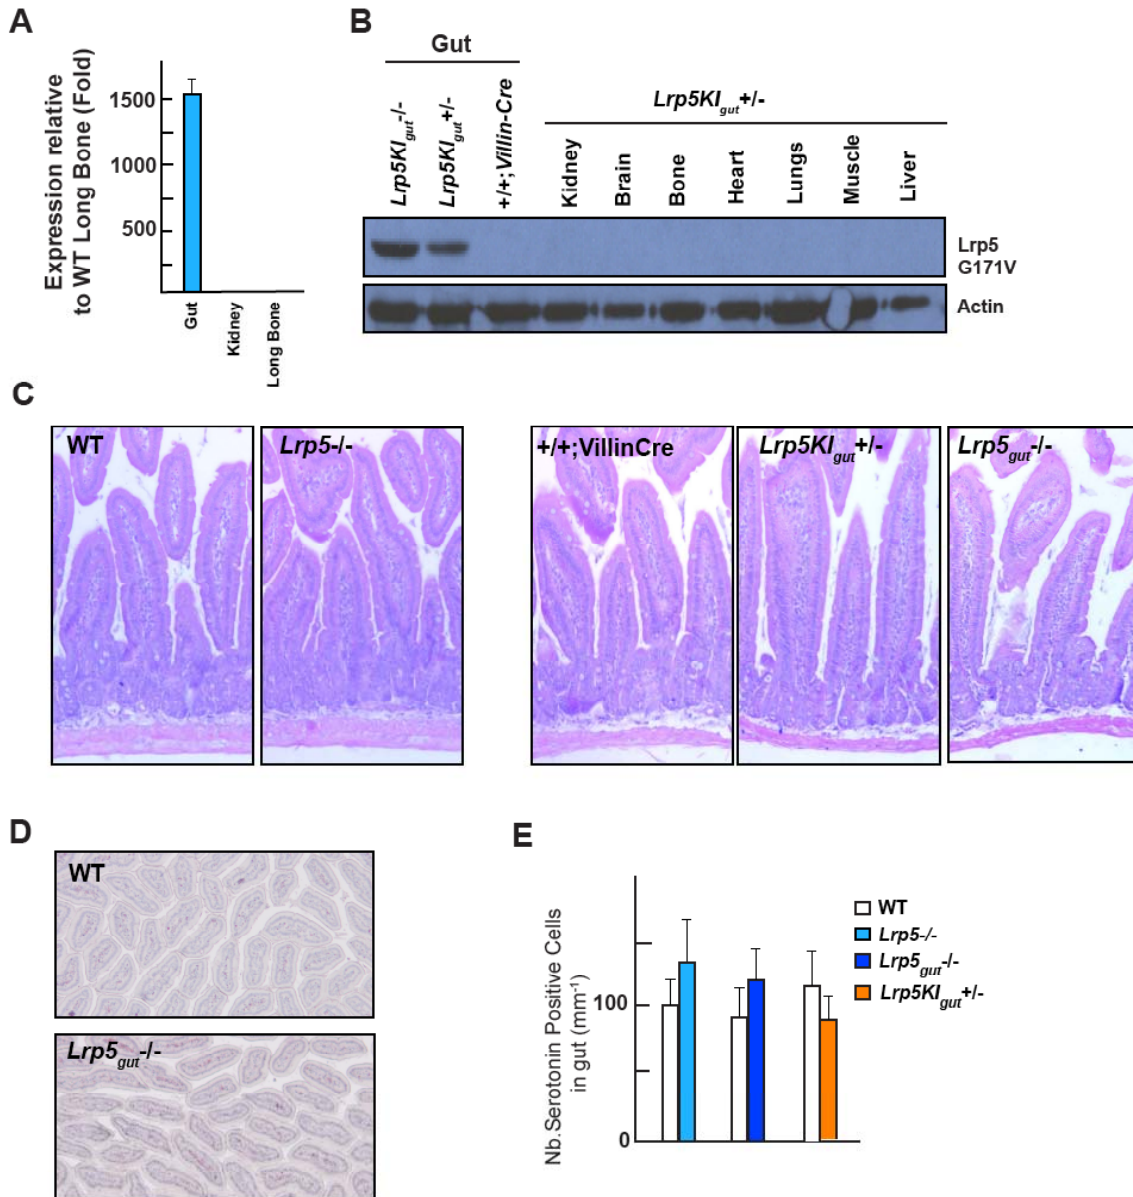 A
Expression relative
to WT Long Bone (Fold)
1500
1000
500
Gut
Kidney
Long Bone
B
Gut
Lrp5KIgut-/-
Lrp5KIgut+/-
+/+;Villin-Cre
Lrp5KIgut+/-
Kidney
Brain
Bone
Heart
Lungs
Muscle
Liver
Lrp5
G171V
Actin
C
WT
Lrp5-/-
+/+;VillinCre
Lrp5KIgut+/-
Lrp5gut-/-
D
WT
Lrp5gut-/-
E
Nb.Serotonin Positive Cells
in gut (mm-1)
100
0
WT
Lrp5-/-
Lrp5gut-/-
Lrp5KIgut+/-